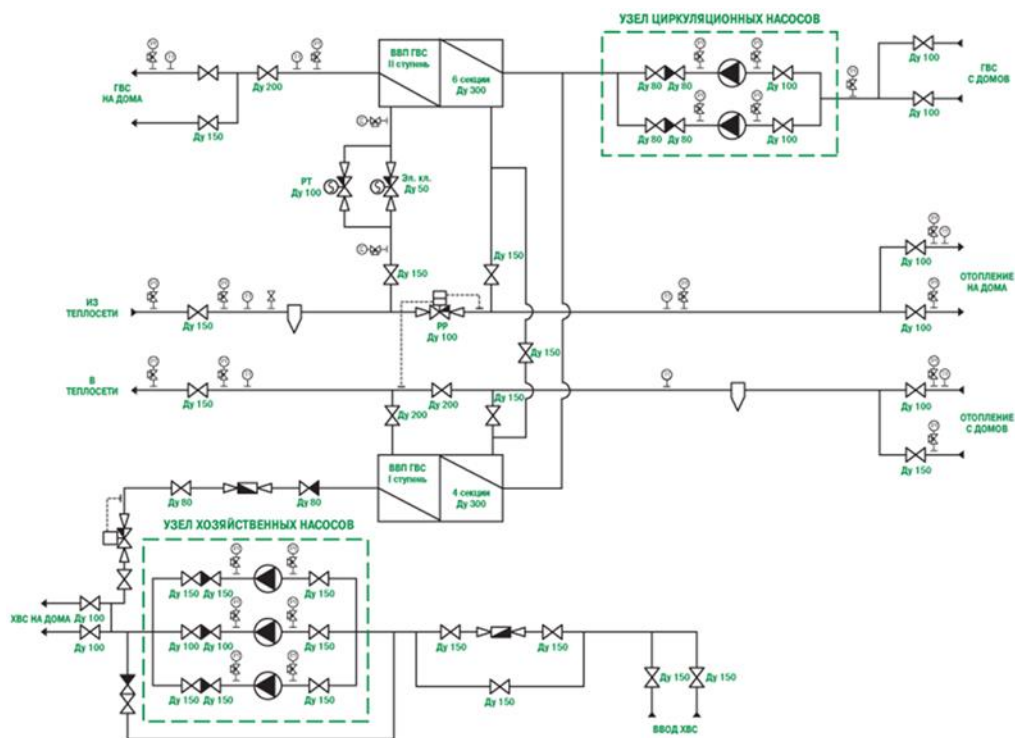 УЗЕЛ ЦИРКУЛЯЦИОННЫХ НАСОСОВ
ВВП ГВС
II ступень
6 секции
Ду 300
ГВС
НА ДОМА
Ду 200
Ду 150
Ду 80
Ду 80
Ду 100
Ду 80
Ду 80
Ду 100
Ду 100
Ду 100
ГВС
С ДОМОВ
РТ
Ду 100
Эл. кл.
Ду 50
Ду 150
Ду 150
Ду 100
ОТОПЛЕНИЕ
НА ДОМА
Ду 100
ИЗ
ТЕПЛОСЕТИ
Ду 150
РР
Ду 100
Ду 150
В
ТЕПЛОСЕТИ
Ду 150
Ду 200
Ду 200
Ду 150
Ду 100
ОТОПЛЕНИЕ
С ДОМОВ
Ду 150
ВВП ГВС
I ступень
4 секции
Ду 300
Ду 80
Ду 80
УЗЕЛ ХОЗЯЙСТВЕННЫХ НАСОСОВ
Ду 150
Ду 150
Ду 150
ХВС НА ДОМА
Ду 100
Ду 100
Ду 100
Ду 100
Ду 150
Ду 150
Ду 150
Ду 150
Ду 150
Ду 150
Ду 150
Ду 150
Ду 150
ВВОД ХВС